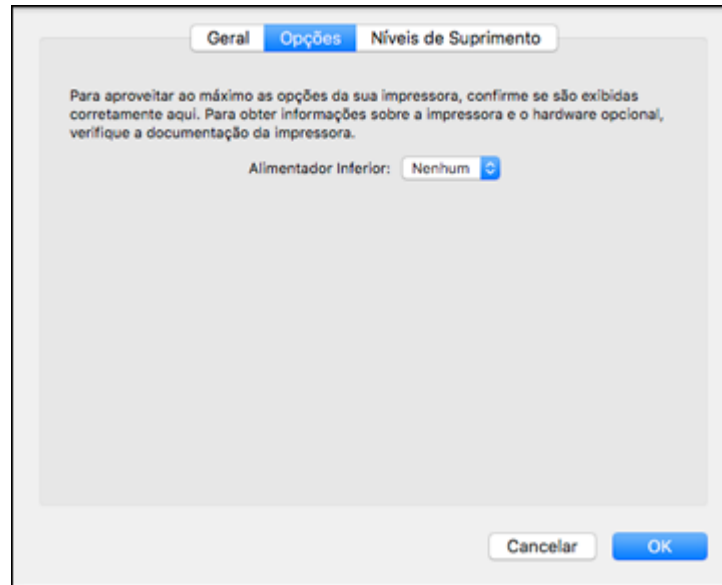 Geral Opções Níveis de Suprimento
Para aproveitar ao máximo as opções da sua impressora, confirme se são exibidas
corretamente aqui. Para obter informações sobre a impressora e o hardware opcional,
verifique a documentação da impressora.
Alimentador Inferior: Nenhum
Cancelar OK